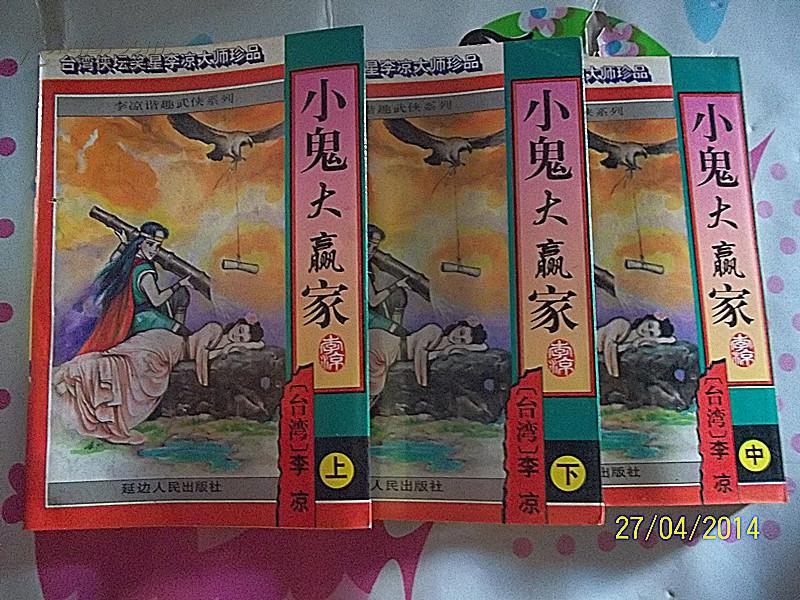 台湾侠坛奖星李凉大师珍品
李凉谐趣武侠系列
小鬼大赢家
李凉
〔台湾〕李凉
上
延边人民出版社
星李凉大师珍品
谐趣武侠系列
小鬼大赢家
李凉
〔台湾〕李凉
下
人民出版社
大师珍品
系列
小鬼大赢家
李凉
〔台湾〕李凉
中
出版社
27/04/2014